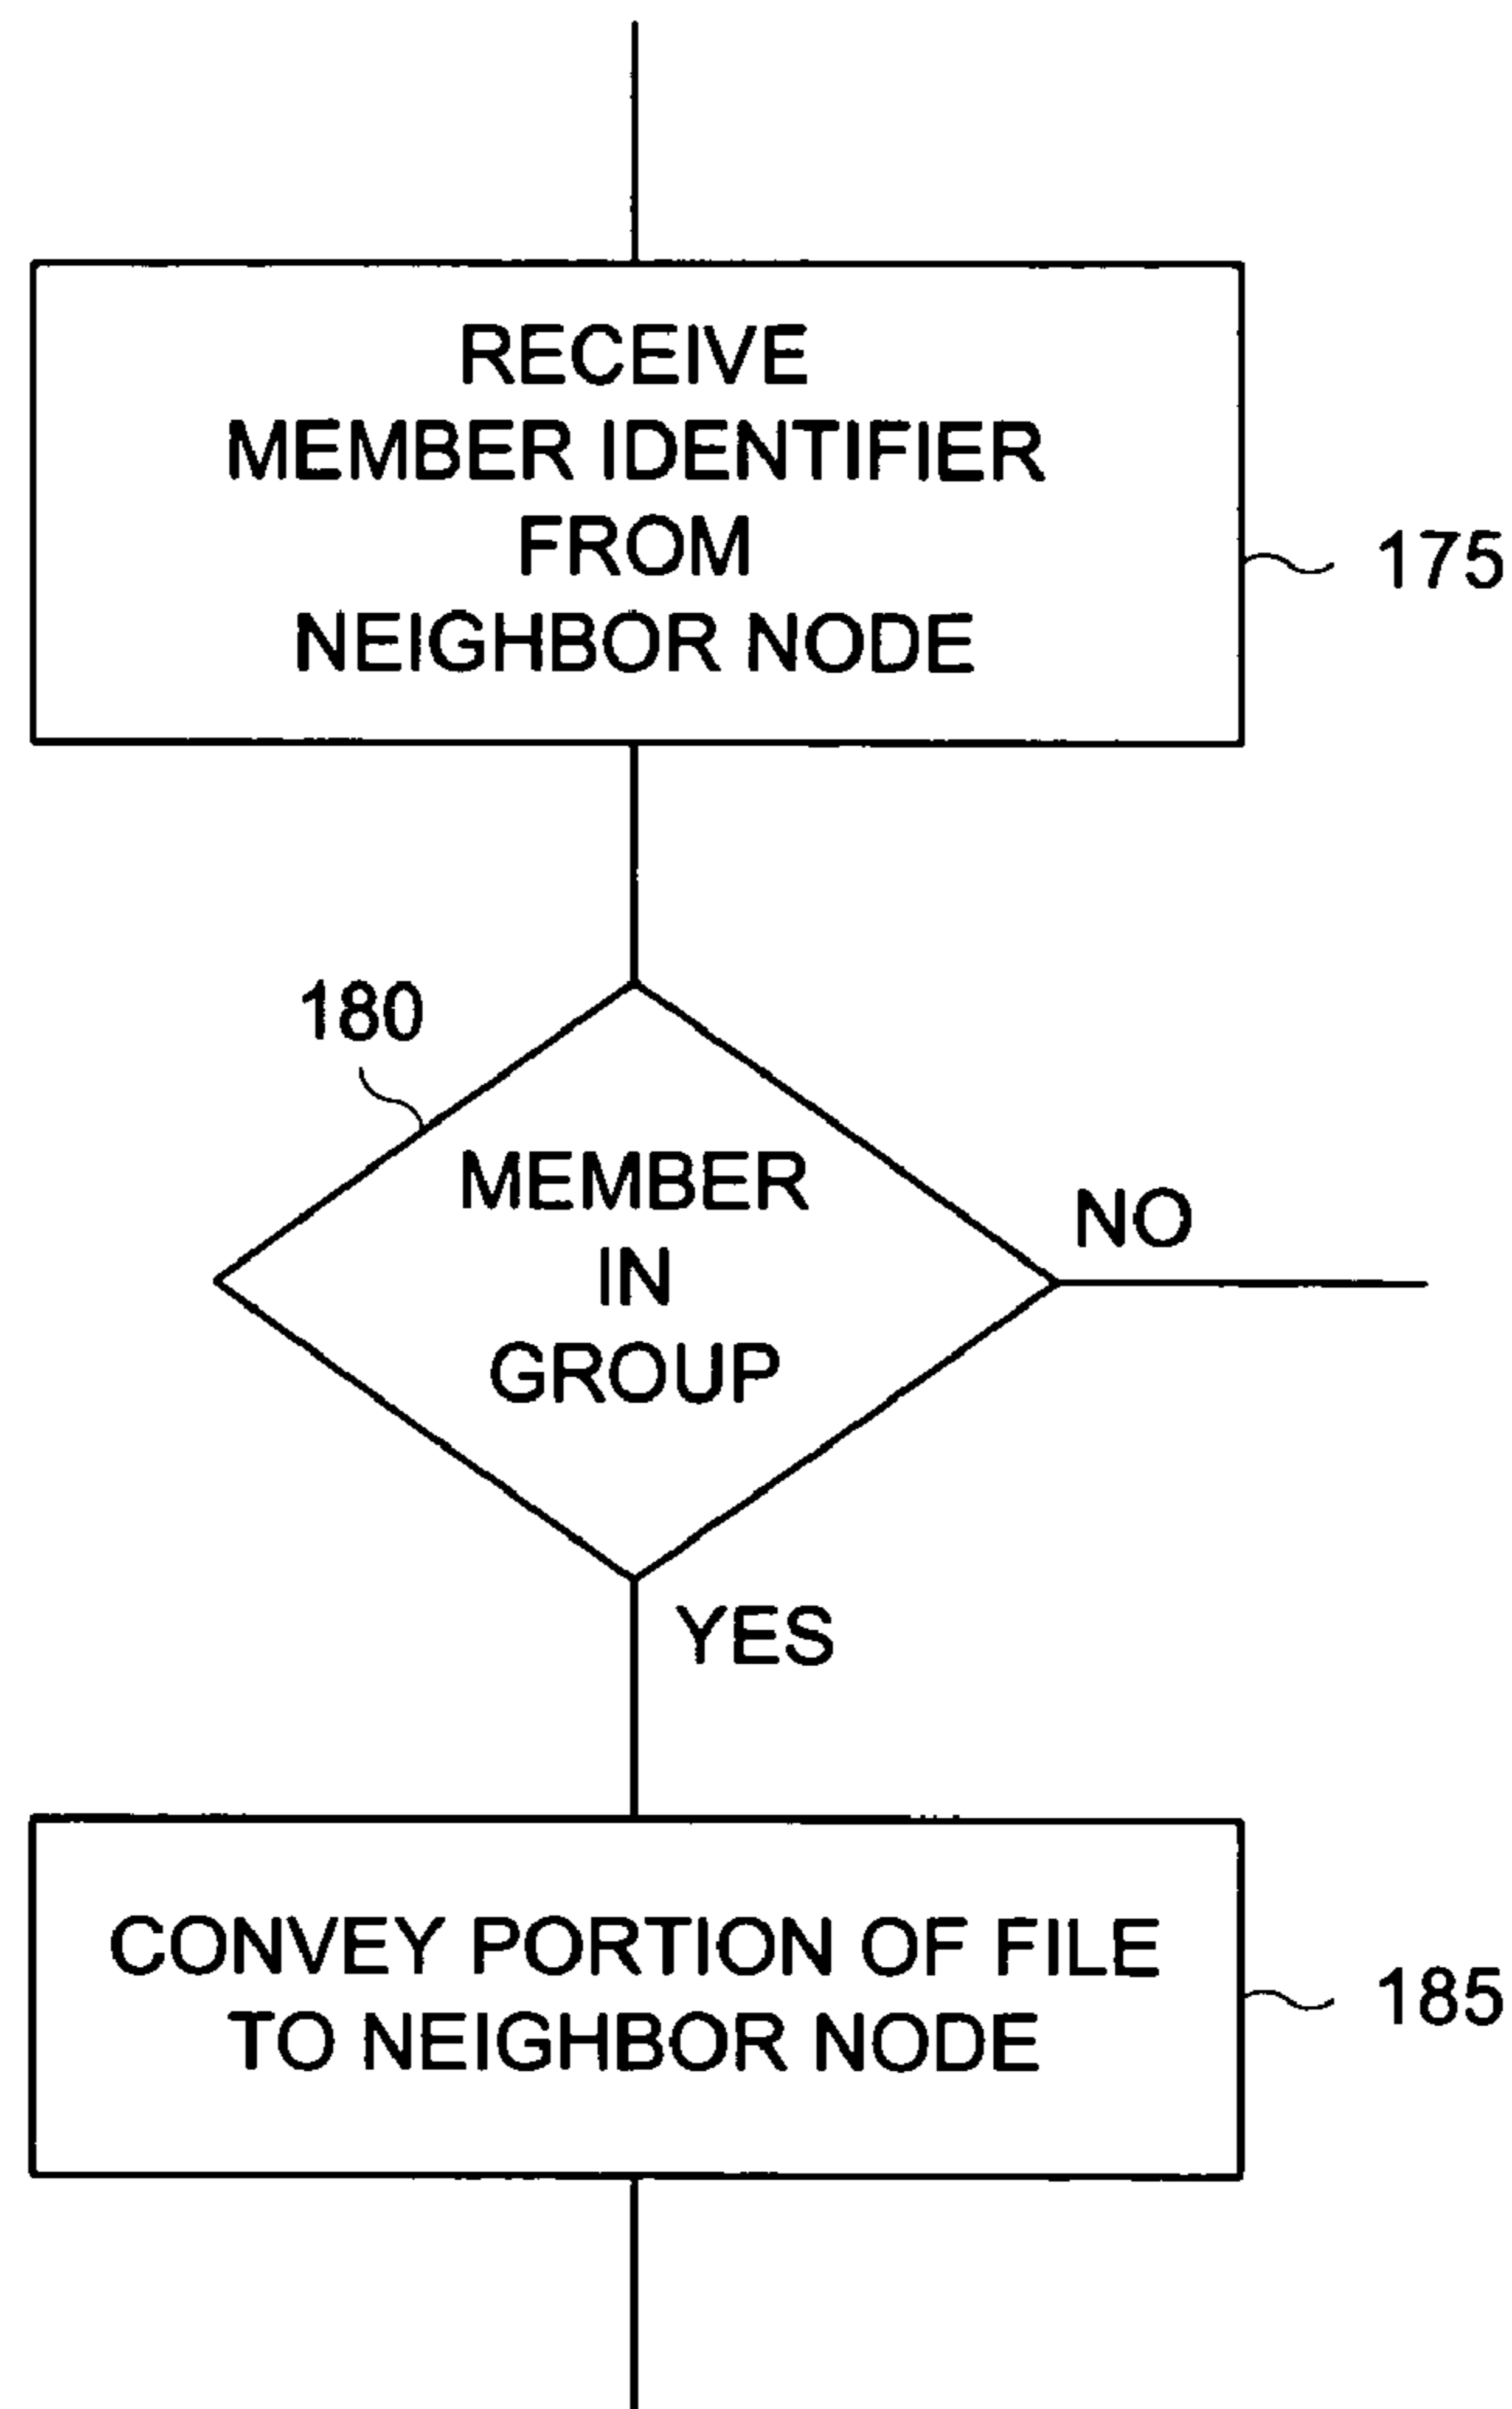 RECEIVE
MEMBER IDENTIFIER
FROM
NEIGHBOR NODE
175
180
MEMBER
IN
GROUP
NO
YES
CONVEY PORTION OF FILE
TO NEIGHBOR NODE
185